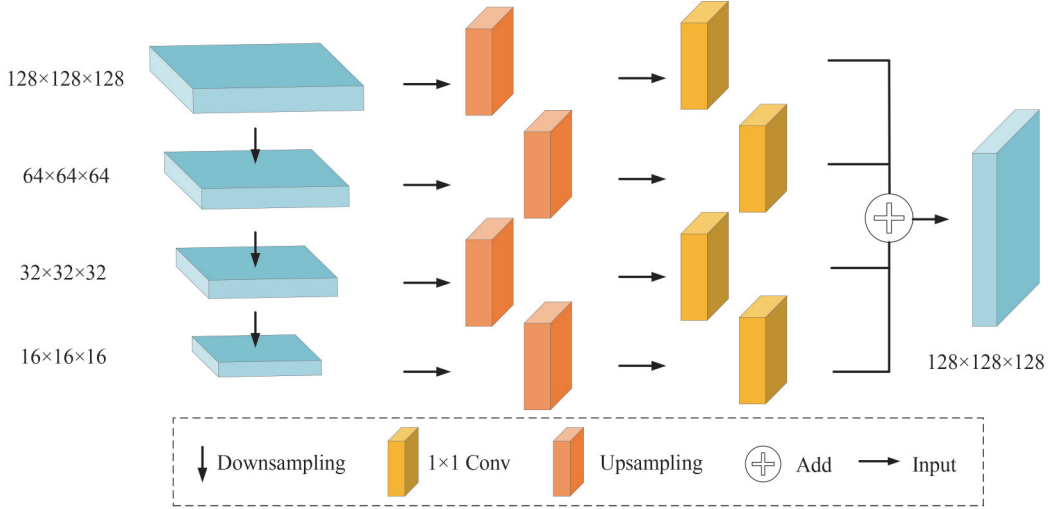 128×128×128
64×64×64
32×32×32
16×16×16
128×128×128
Downsampling
1×1 Conv
Upsampling
Add
Input